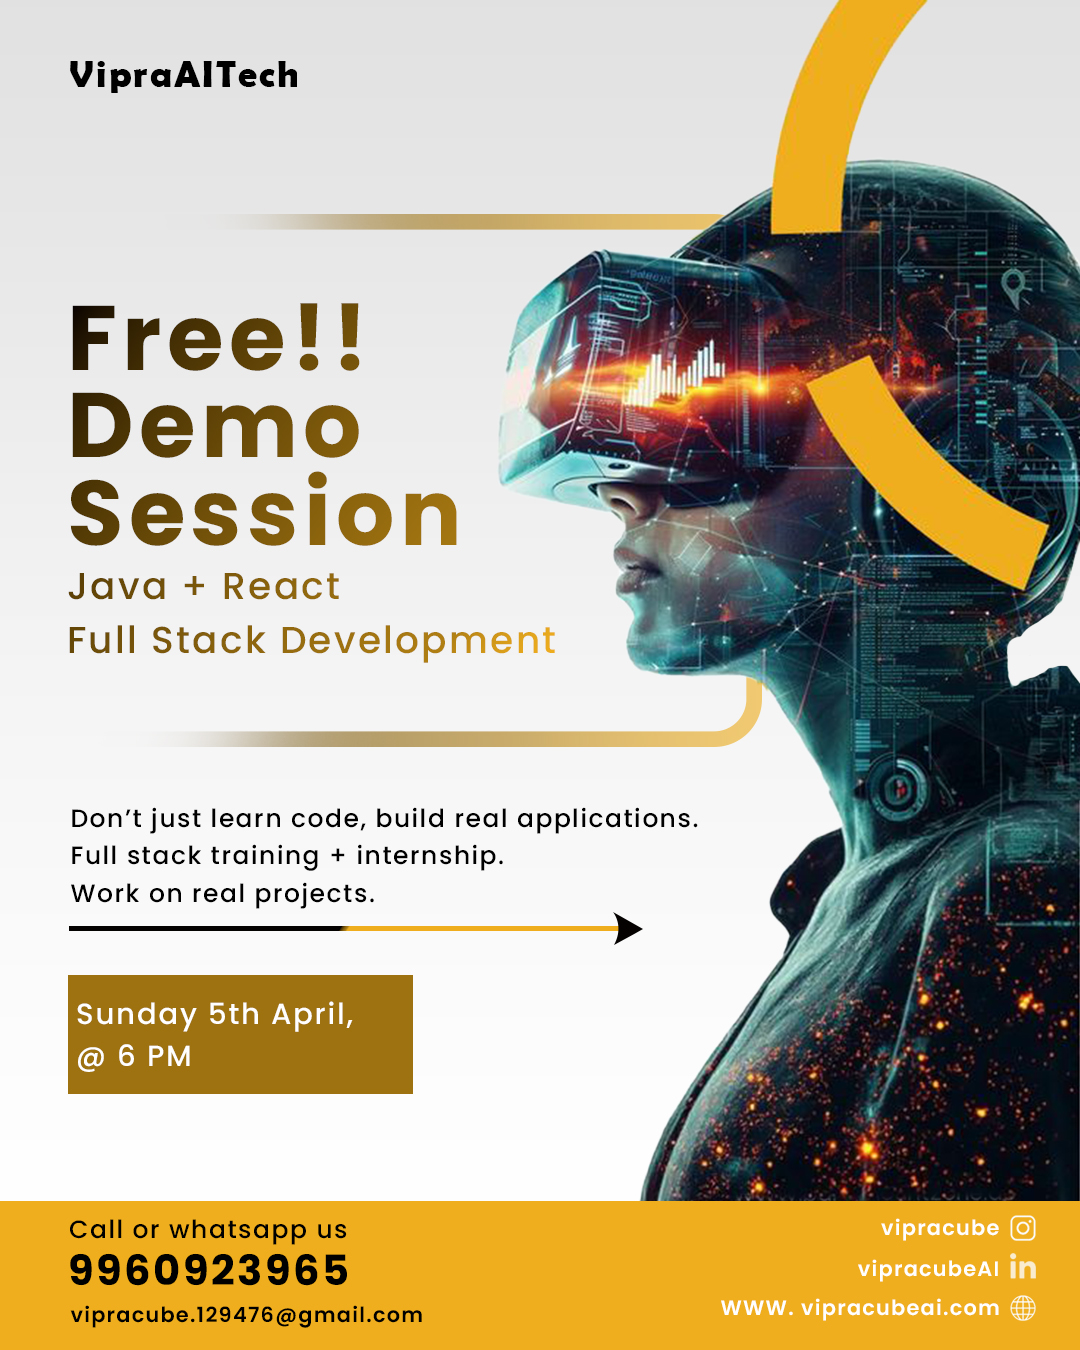 VipraAITech
Free!!
Demo
Session
Java + React
Full Stack Development
Don’t just learn code, build real applications.
Full stack training + internship.
Work on real projects.
Sunday 5th April,
@ 6 PM
Call or whatsapp us
9960923965
vipracube.129476@gmail.com
vipracube
vipracubeAI
WWW. vipracubeai.com